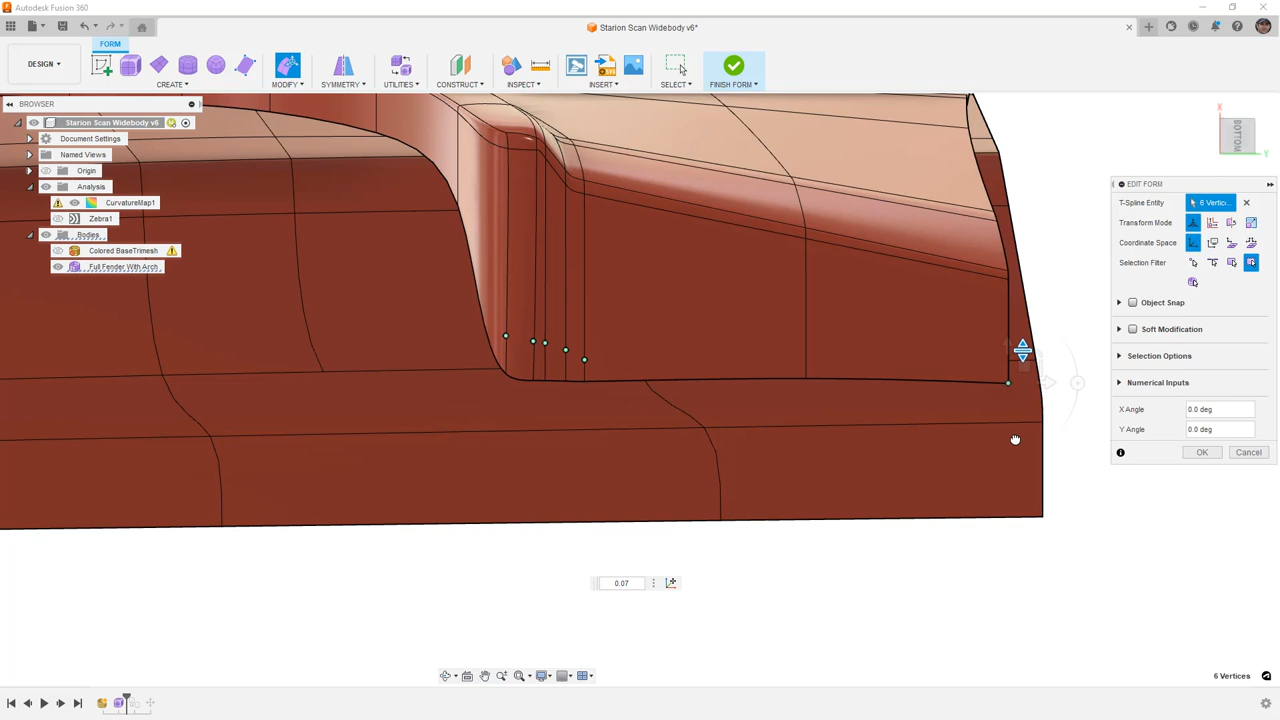 Autodesk Fusion 360
Starion Scan Widebody v6*
FORM
DESIGN
CREATE
MODIFY
SYMMETRY
UTILITIES
CONSTRUCT
INSPECT
INSERT
SELECT
FINISH FORM
BROWSER
Starion Scan Widebody v6
Document Settings
Named Views
Origin
Analysis
CurvatureMap1
Zebra1
Bodies
Colored BaseTrimesh
Full Fender With Arch
X
BOTTOM
Z
Y
EDIT FORM
T-Spline Entity
6 Vertic...
Transform Mode
Coordinate Space
Selection Filter
Object Snap
Soft Modification
Selection Options
Numerical Inputs
X Angle
0.0 deg
Y Angle
0.0 deg
OK
Cancel
0.07
6 Vertices